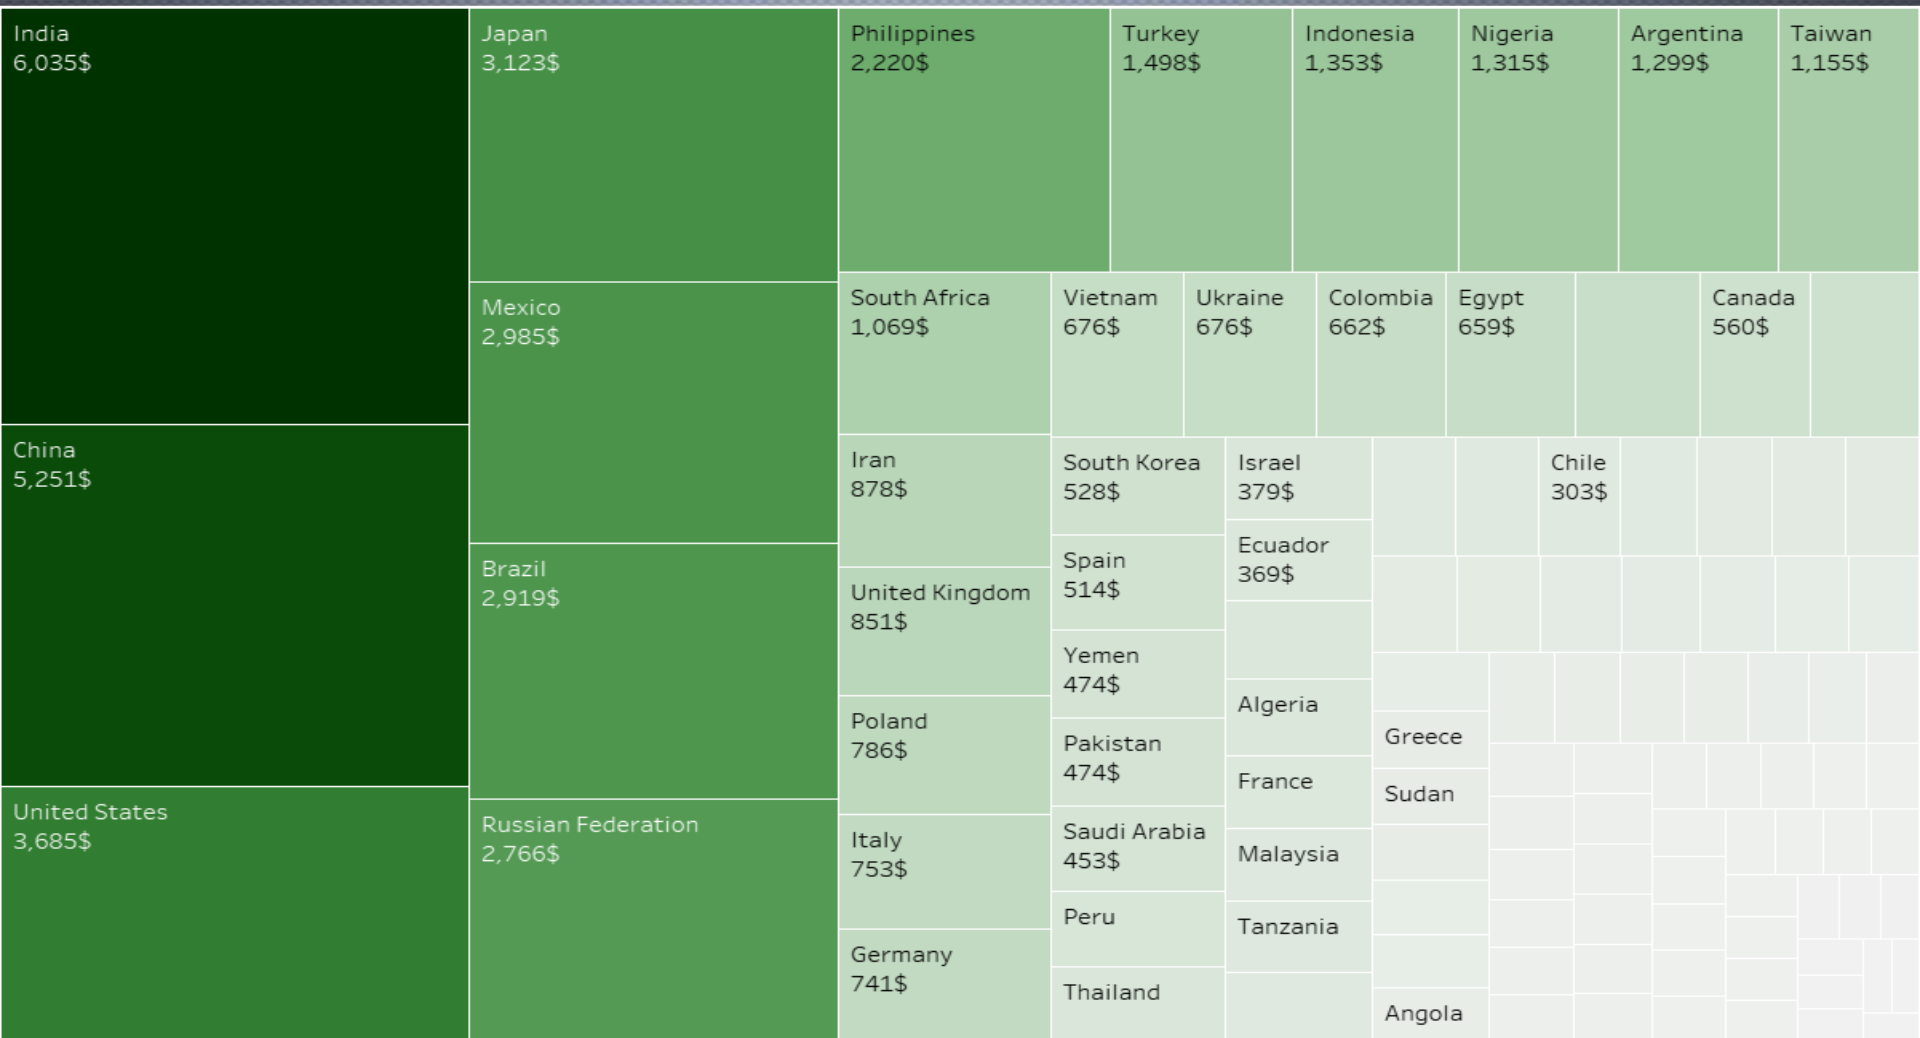 India
6,035$
China
5,251$
United States
3,685$
Japan
3,123$
Mexico
2,985$
Brazil
2,919$
Russian Federation
2,766$
Philippines
2,220$
Turkey
1,498$
Indonesia
1,353$
Nigeria
1,315$
Argentina
1,299$
Taiwan
1,155$
South Africa
1,069$
Vietnam
676$
Ukraine
676$
Colombia
662$
Egypt
659$
Canada
560$
Iran
878$
United Kingdom
851$
Poland
786$
Italy
753$
Germany
741$
South Korea
528$
Spain
514$
Yemen
474$
Pakistan
474$
Saudi Arabia
453$
Peru
Thailand
Israel
379$
Ecuador
369$
Algeria
France
Malaysia
Tanzania
Chile
303$
Greece
Sudan
Angola